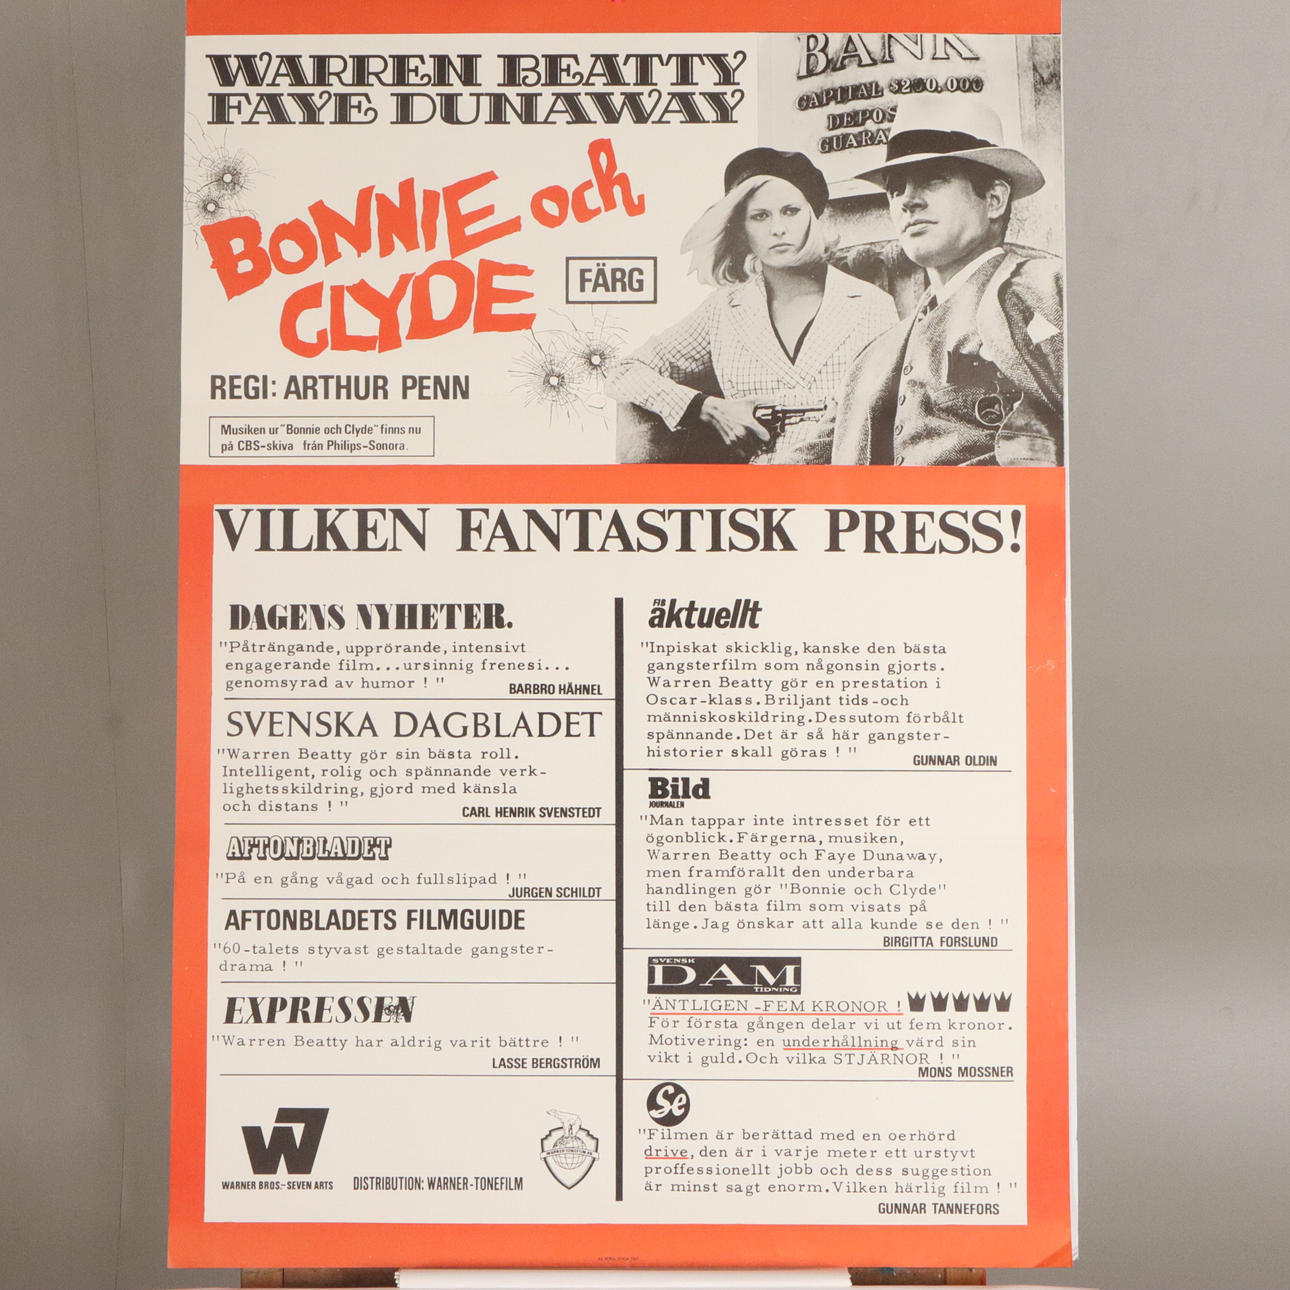 WARREN BEATTY
FAYE DUNAWAY
BANK
CAPITAL $200,000
DEPOS
GUARA
BONNIE och
CLYDE
FÄRG
REGI: ARTHUR PENN
Musiken ur "Bonnie och Clyde" finns nu
på CBS-skiva från Philips-Sonora.
VILKEN FANTASTISK PRESS!
DAGENS NYHETER.
"Påträngande, upprörande, intensivt
engagerande film...ursinnig frenesi...
genomsyrad av humor ! "
BARBRO HÄHNEL
SVENSKA DAGBLADET
"Warren Beatty gör sin bästa roll.
Intelligent, rolig och spännande verk-
lighetsskildring, gjord med känsla
och distans ! "
CARL HENRIK SVENSTEDT
AFTONBLADET
"På en gång vågad och fullslipad ! "
JURGEN SCHILDT
AFTONBLADETS FILMGUIDE
"60-talets styvast gestaltade gangster-
drama ! "
EXPRESSEN
"Warren Beatty har aldrig varit bättre ! "
LASSE BERGSTRÖM
WARNER BROS.-SEVEN ARTS
DISTRIBUTION: WARNER-TONEFILM
FIB
aktuellt
"Inpiskat skicklig, kanske den bästa
gangsterfilm som någonsin gjorts.
Warren Beatty gör en prestation i
Oscar-klass. Briljant tids-och
människoskildring. Dessutom förbålt
spännande. Det är så här gangster-
historier skall göras ! "
GUNNAR OLDIN
Bild
JOURNALEN
"Man tappar inte intresset för ett
ögonblick. Färgerna, musiken,
Warren Beatty och Faye Dunaway,
men framförallt den underbara
handlingen gör "Bonnie och Clyde"
till den bästa film som visats på
länge. Jag önskar att alla kunde se den ! "
BIRGITTA FORSLUND
SVENSK
DAM
TIDNING
"ÄNTLIGEN -FEM KRONOR !
För första gången delar vi ut fem kronor.
Motivering: en underhållning värd sin
vikt i guld. Och vilka STJÄRNOR ! "
MONS MOSSNER
Se
"Filmen är berättad med en oerhörd
drive, den är i varje meter ett urstyvt
proffessionellt jobb och dess suggestion
är minst sagt enorm. Vilken härlig film ! "
GUNNAR TANNEFORS